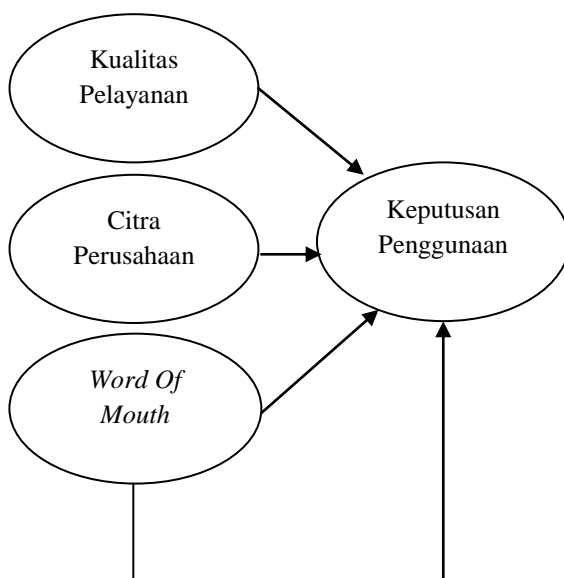 Kualitas
Pelayanan
Citra
Perusahaan
Word Of
Mouth
Keputusan
Penggunaan